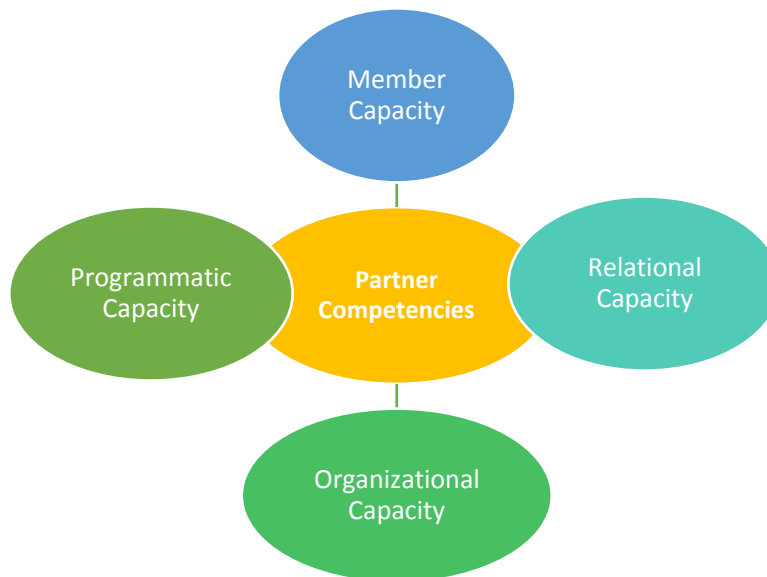 Member
Capacity
Programmatic
Capacity
Partner
Competencies
Relational
Capacity
Organizational
Capacity